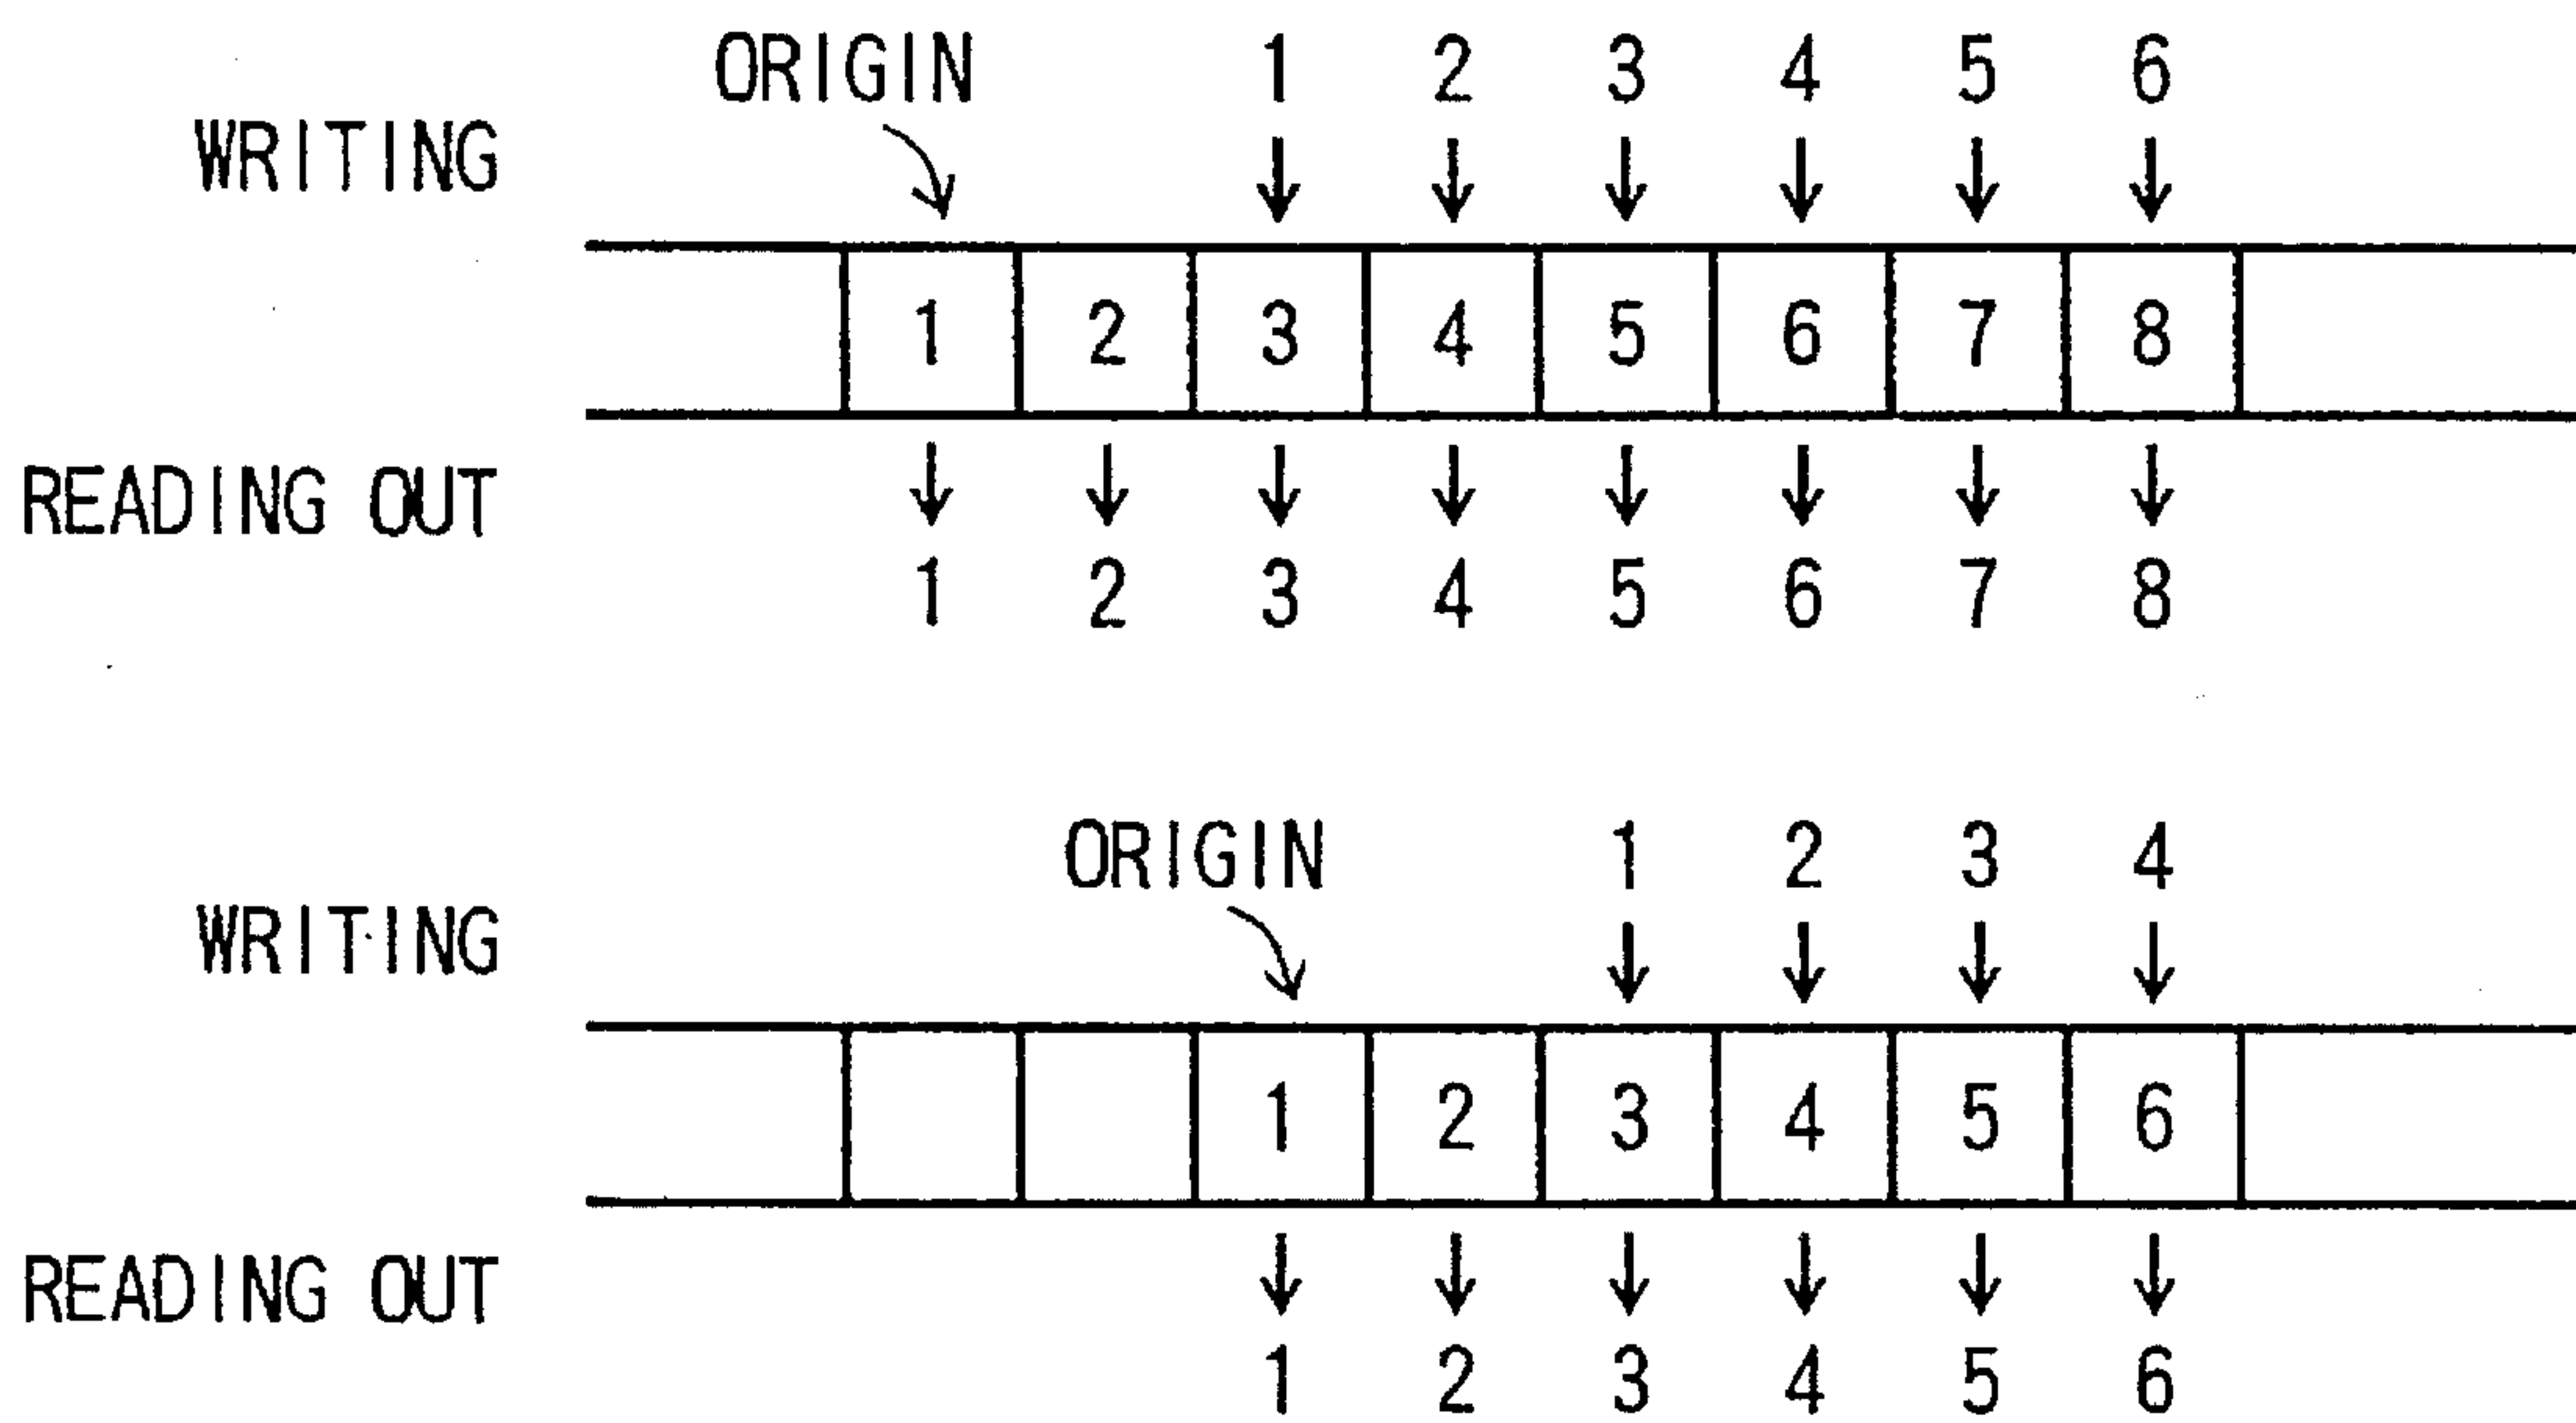 ORIGIN 1 2 3 4 5 6
WRITING
1 2 3 4 5 6 7 8
READING OUT
1 2 3 4 5 6 7 8
ORIGIN 1 2 3 4
WRITING
1 2 3 4 5 6
READING OUT
1 2 3 4 5 6